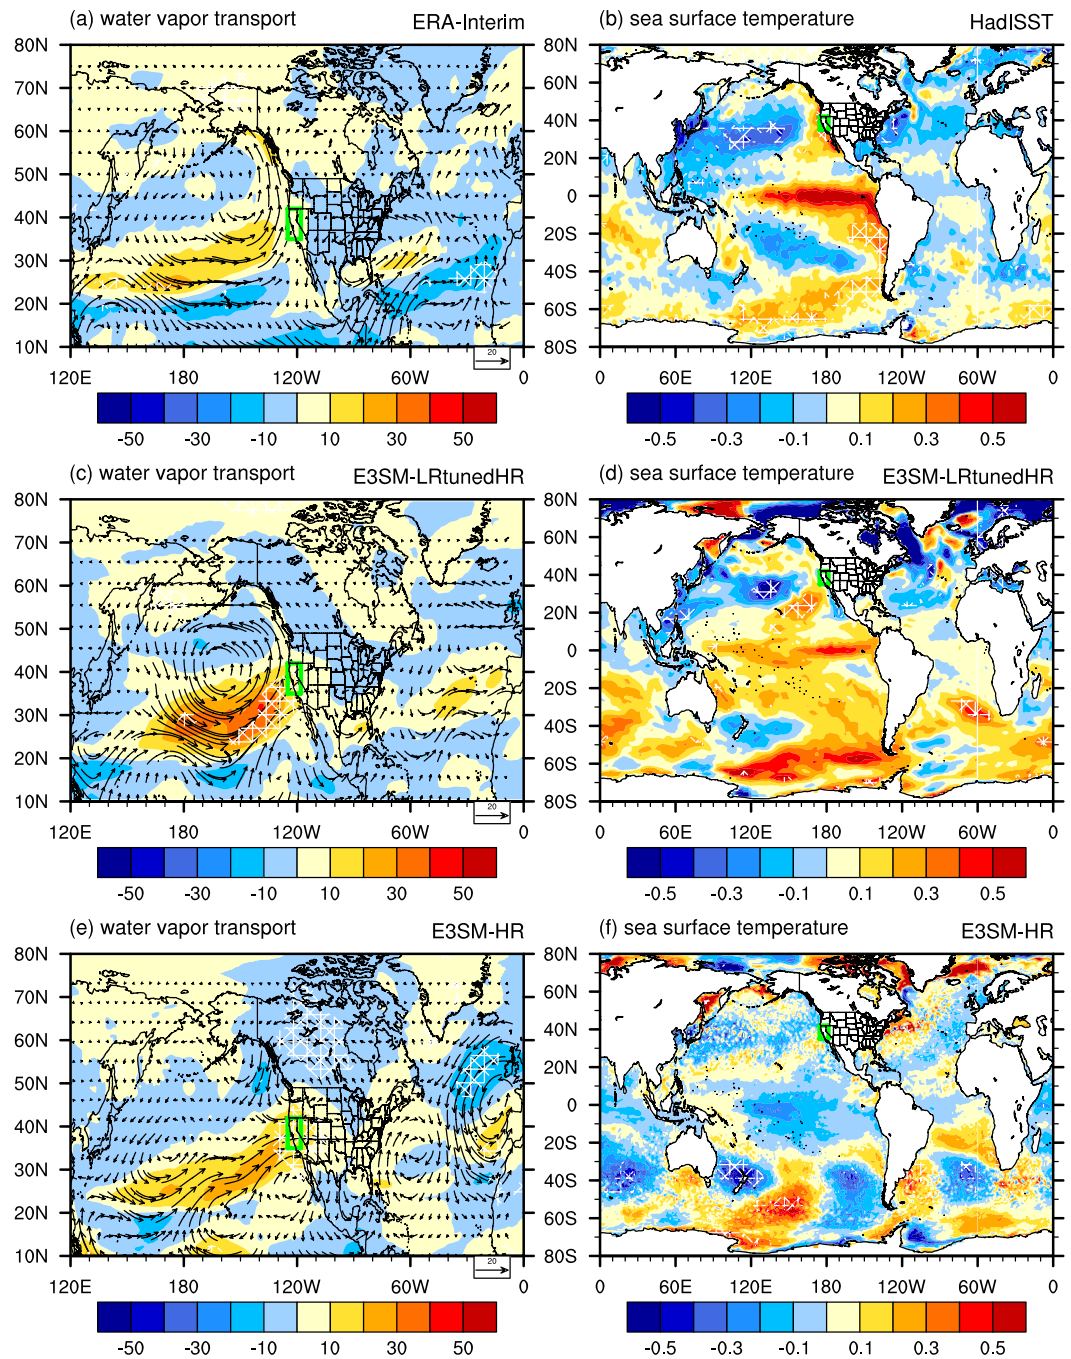 (a) water vapor transport ERA-Interim
80N
70N
60N
50N
40N
30N
20N
10N
120E 180 120W 60W 0
20
-50 -30 -10 10 30 50
(b) sea surface temperature HadISST
80N
60N
40N
20N
0
20S
40S
60S
80S
0 60E 120E 180 120W 60W 0
-0.5 -0.3 -0.1 0.1 0.3 0.5
(c) water vapor transport E3SM-LRtunedHR
80N
70N
60N
50N
40N
30N
20N
10N
120E 180 120W 60W 0
20
-50 -30 -10 10 30 50
(d) sea surface temperature E3SM-LRtunedHR
80N
60N
40N
20N
0
20S
40S
60S
80S
0 60E 120E 180 120W 60W 0
-0.5 -0.3 -0.1 0.1 0.3 0.5
(e) water vapor transport E3SM-HR
80N
70N
60N
50N
40N
30N
20N
10N
120E 180 120W 60W 0
20
-50 -30 -10 10 30 50
(f) sea surface temperature E3SM-HR
80N
60N
40N
20N
0
20S
40S
60S
80S
0 60E 120E 180 120W 60W 0
-0.5 -0.3 -0.1 0.1 0.3 0.5